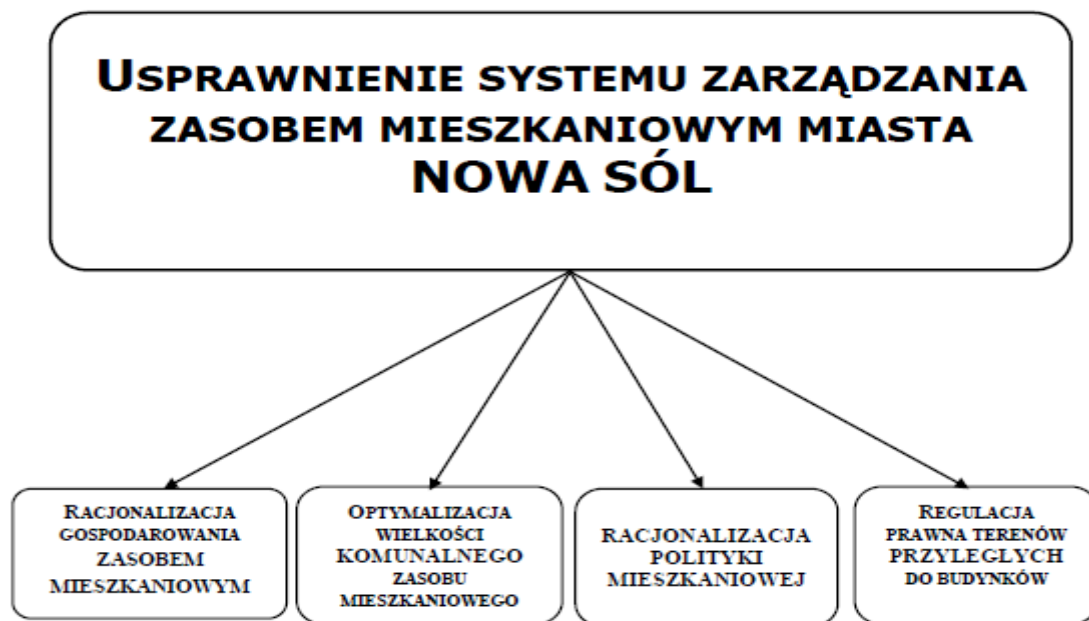 USPRAWNIENIE SYSTEMU ZARZĄDZANIA
ZASOBEM MIESZKANIOWYM MIASTA
NOWA SÓL
RACJONALIZACJA
GOSPODAROWANIA
ZASOBEM
MIESZKANIOWYM
OPTYMALIZACJA
WIELKOŚCI
KOMUNALNEGO
ZASOBU
MIESZKANIOWEGO
RACJONALIZACJA
POLITYKI
MIESZKANIOWEJ
REGULACJA
PRAWNA TERENÓW
PRZYLEGŁYCH
DO BUDYNKÓW